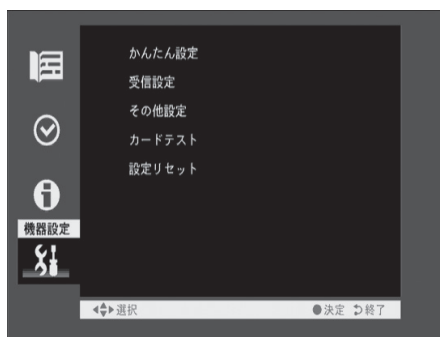 かんたん設定
受信設定
その他設定
カードテスト
設定リセット
機器設定
選択
決定 終了